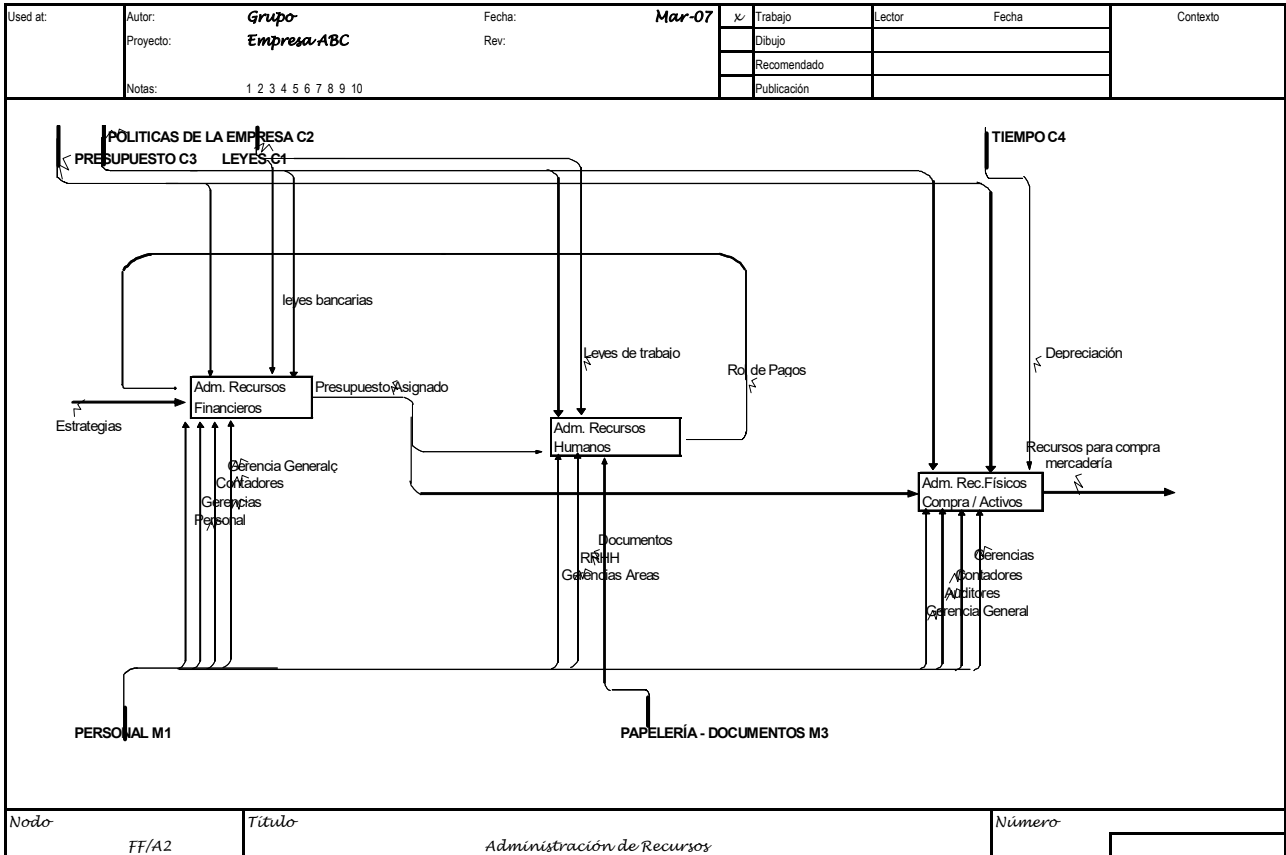 Used at: Autor: Grupo Fecha: Mar-07 x Trabajo Lector Fecha Contexto
Proyecto: Empresa ABC Rev: Dibujo
Recomendado
Notas: 1 2 3 4 5 6 7 8 9 10 Publicación
POLITICAS DE LA EMPRESA C2 TIEMPO C4
PRESUPUESTO C3 LEYES C1
leyes bancarias
Leyes de trabajo Depreciación
Rol de Pagos
Adm. Recursos Presupuesto Asignado
Financieros
Estrategias
Adm. Recursos
Humanos
Recursos para compra
mercadería
Gerencia Generalç
Contadores
Gerencias
Personal
Adm. Rec.Físicos
Compra / Activos
Documentos
RRHH
Gerencias Areas
Gerencias
Contadores
Auditores
Gerencia General
PERSONAL M1 PAPELERÍA - DOCUMENTOS M3
Nodo Título Número
FF/A2 Administración de Recursos